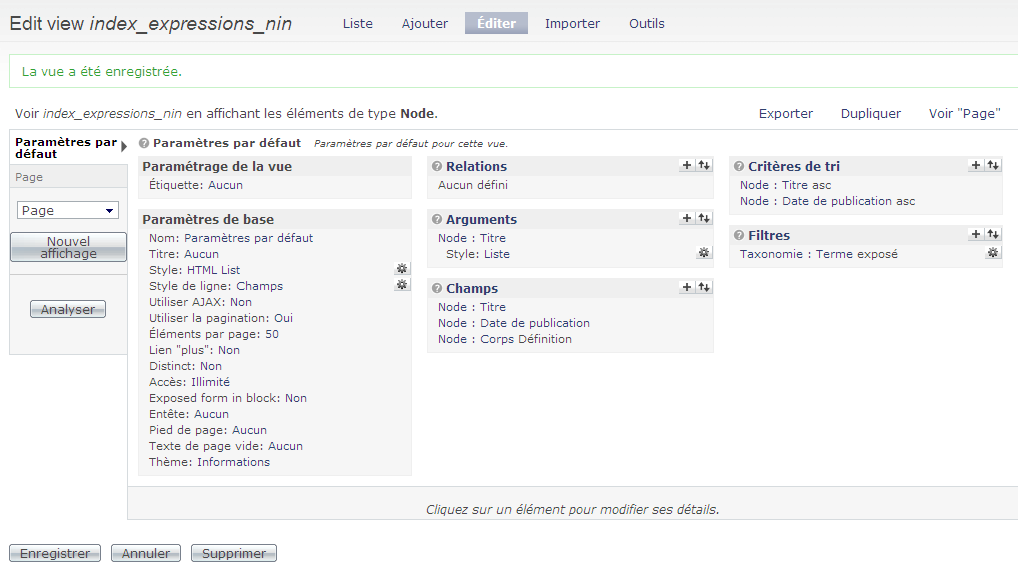 Edit view index_expressions_nin
Liste Ajouter Éditer Importer Outils
La vue a été enregistrée.
Voir index_expressions_nin en affichant les éléments de type Node.
Exporter Dupliquer Voir "Page"
Paramètres par
défaut
Page
Page
Nouvel
affichage
Analyser
Paramètres par défaut Paramètres par défaut pour cette vue.
Paramétrage de la vue
Étiquette: Aucun
Paramètres de base
Nom: Paramètres par défaut
Titre: Aucun
Style: HTML List
Style de ligne: Champs
Utiliser AJAX: Non
Utiliser la pagination: Oui
Éléments par page: 50
Lien "plus": Non
Distinct: Non
Accès: Illimité
Exposed form in block: Non
Entête: Aucun
Pied de page: Aucun
Texte de page vide: Aucun
Thème: Informations
Relations
Aucun défini
Arguments
Node : Titre
Style: Liste
Champs
Node : Titre
Node : Date de publication
Node : Corps Définition
Critères de tri
Node : Titre asc
Node : Date de publication asc
Filtres
Taxonomie : Terme exposé
Cliquez sur un élément pour modifier ses détails.
Enregistrer Annuler Supprimer